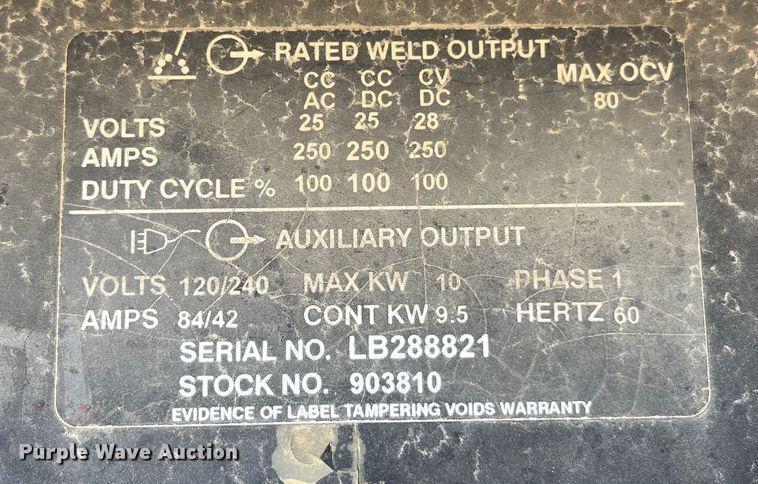 RATED WELD OUTPUT
CC CC CV MAX OCV
AC DC DC 80
VOLTS 25 25 28
AMPS 250 250 250
DUTY CYCLE % 100 100 100
AUXILIARY OUTPUT
VOLTS 120/240 MAX KW 10 PHASE 1
AMPS 84/42 CONT KW 9.5 HERTZ 60
SERIAL NO. LB288821
STOCK NO. 903810
EVIDENCE OF LABEL TAMPERING VOIDS WARRANTY
Purple Wave Auction